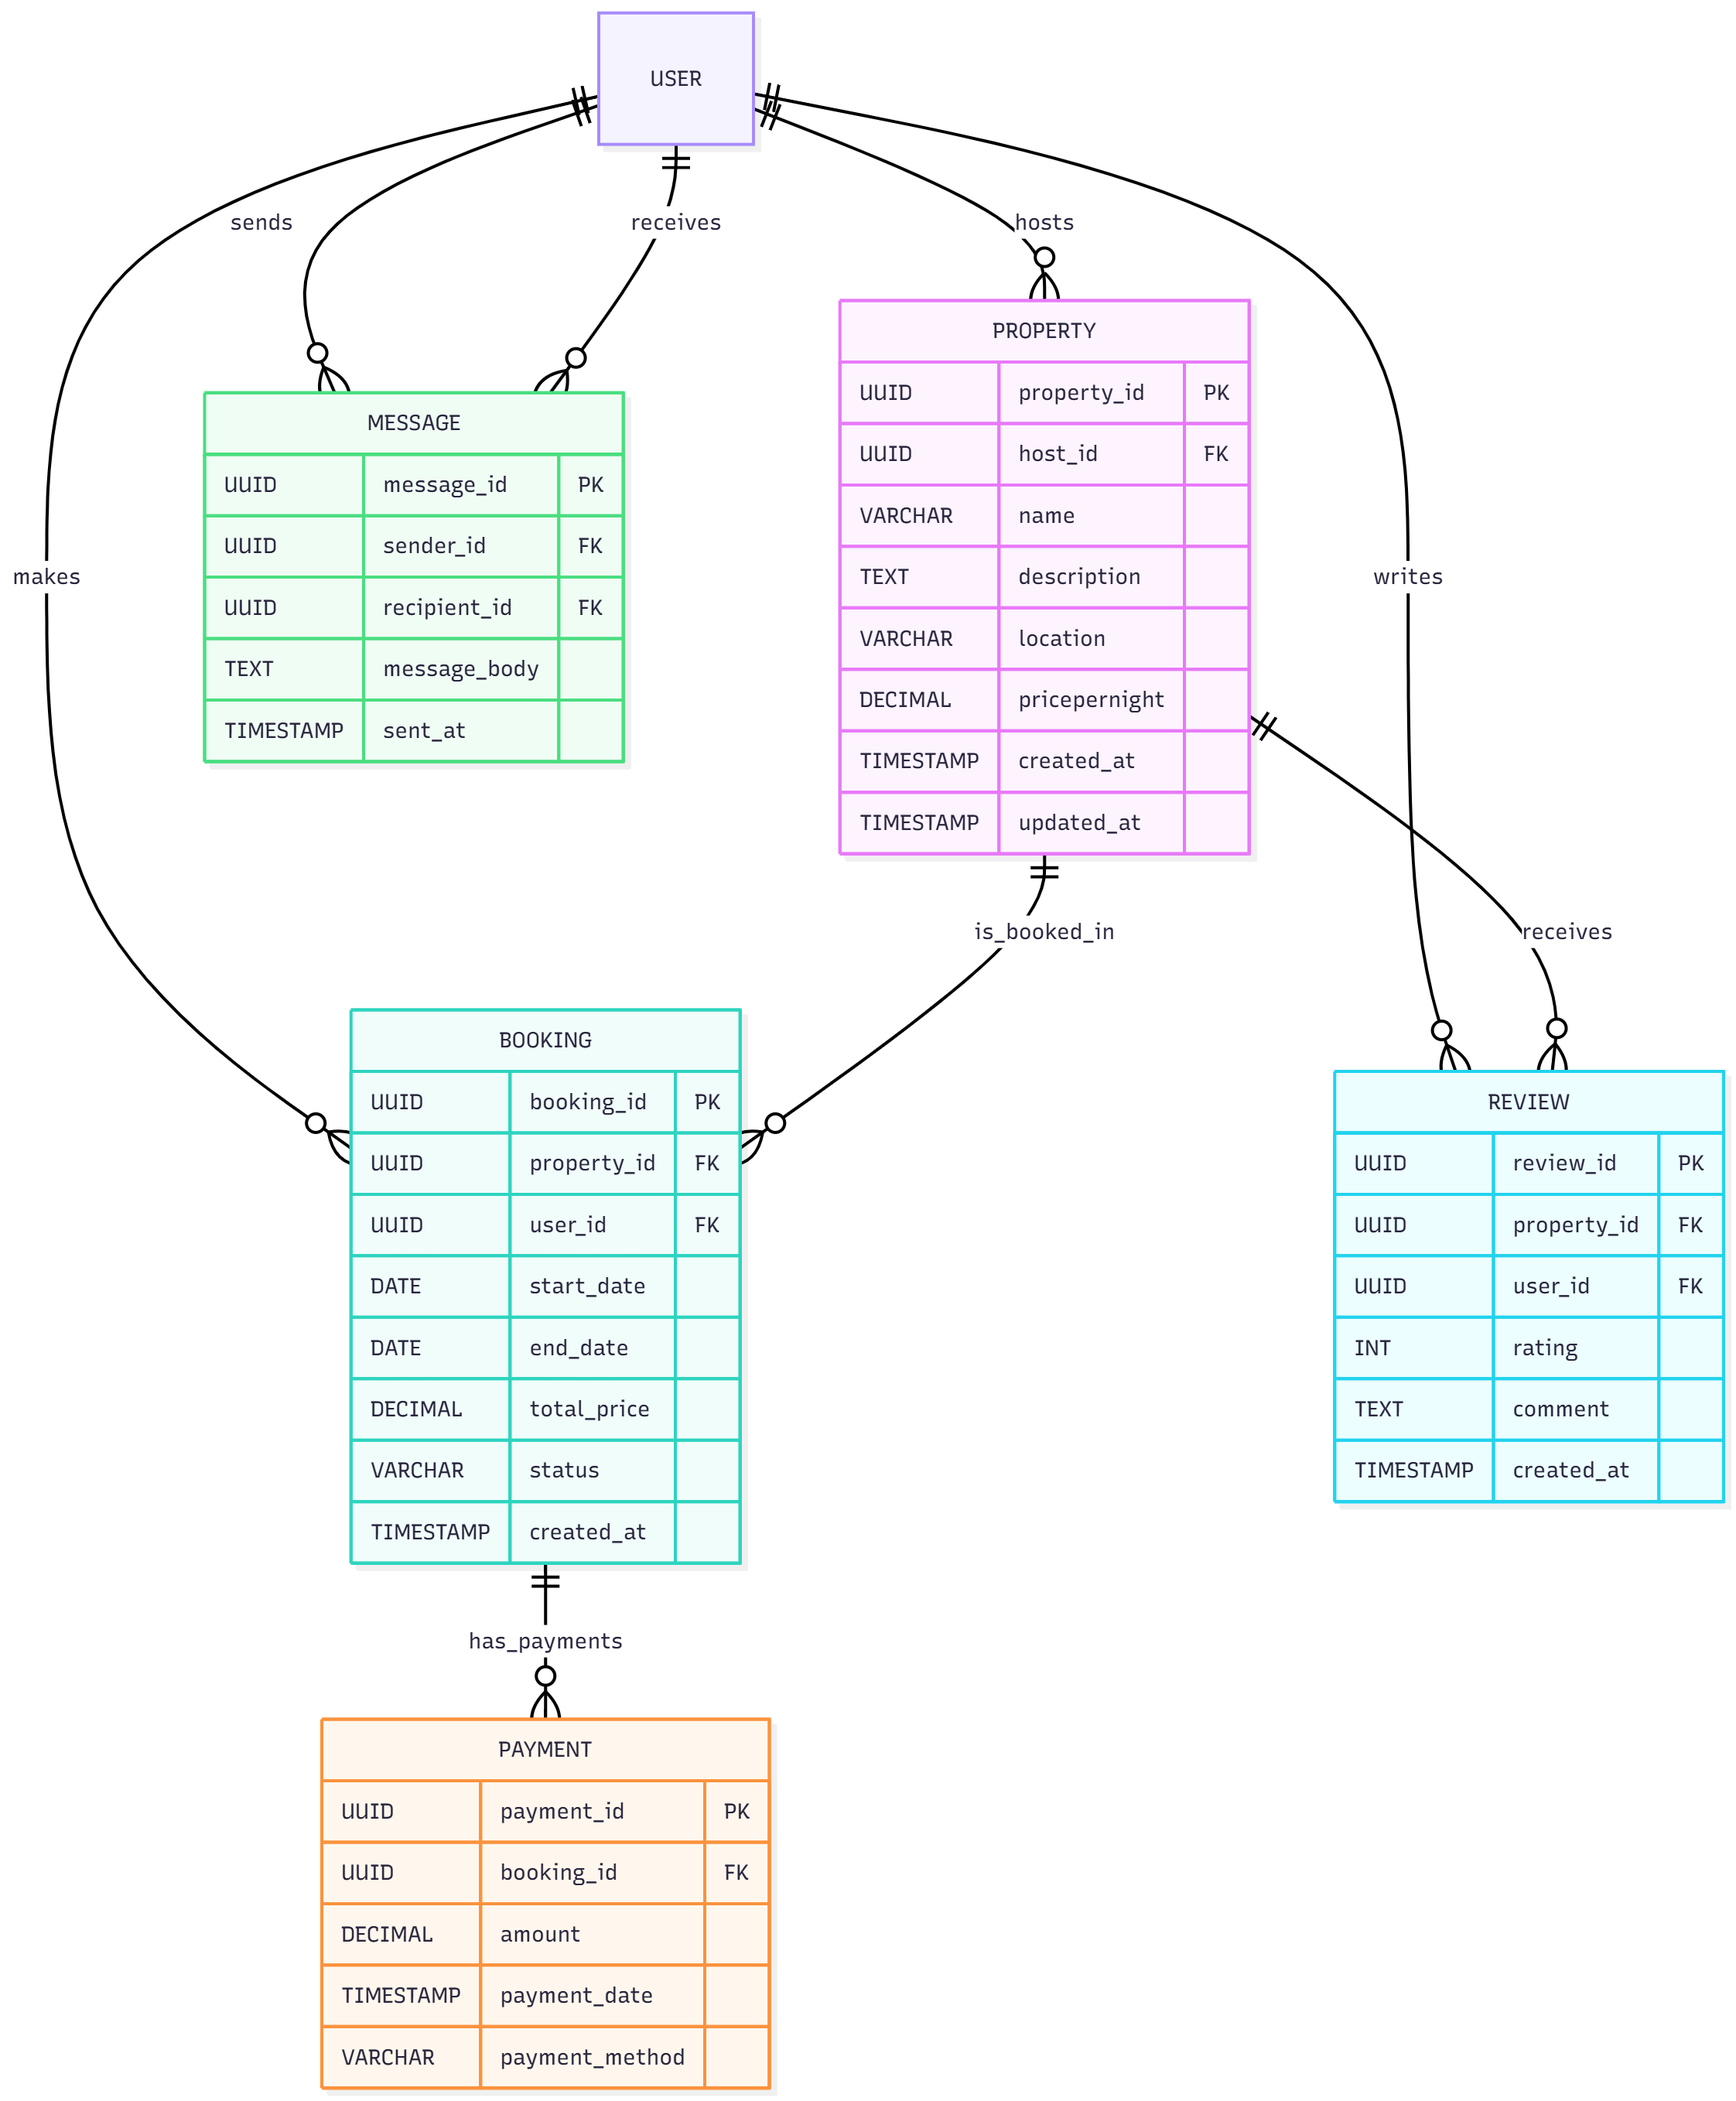 USER
sends
receives
hosts
PROPERTY
UUID property_id PK
UUID host_id FK
VARCHAR name
TEXT description
VARCHAR location
DECIMAL pricepernight
TIMESTAMP created_at
TIMESTAMP updated_at
MESSAGE
UUID message_id PK
UUID sender_id FK
UUID recipient_id FK
TEXT message_body
TIMESTAMP sent_at
makes
writes
is_booked_in
receives
BOOKING
UUID booking_id PK
UUID property_id FK
UUID user_id FK
DATE start_date
DATE end_date
DECIMAL total_price
VARCHAR status
TIMESTAMP created_at
REVIEW
UUID review_id PK
UUID property_id FK
UUID user_id FK
INT rating
TEXT comment
TIMESTAMP created_at
has_payments
PAYMENT
UUID payment_id PK
UUID booking_id FK
DECIMAL amount
TIMESTAMP payment_date
VARCHAR payment_method